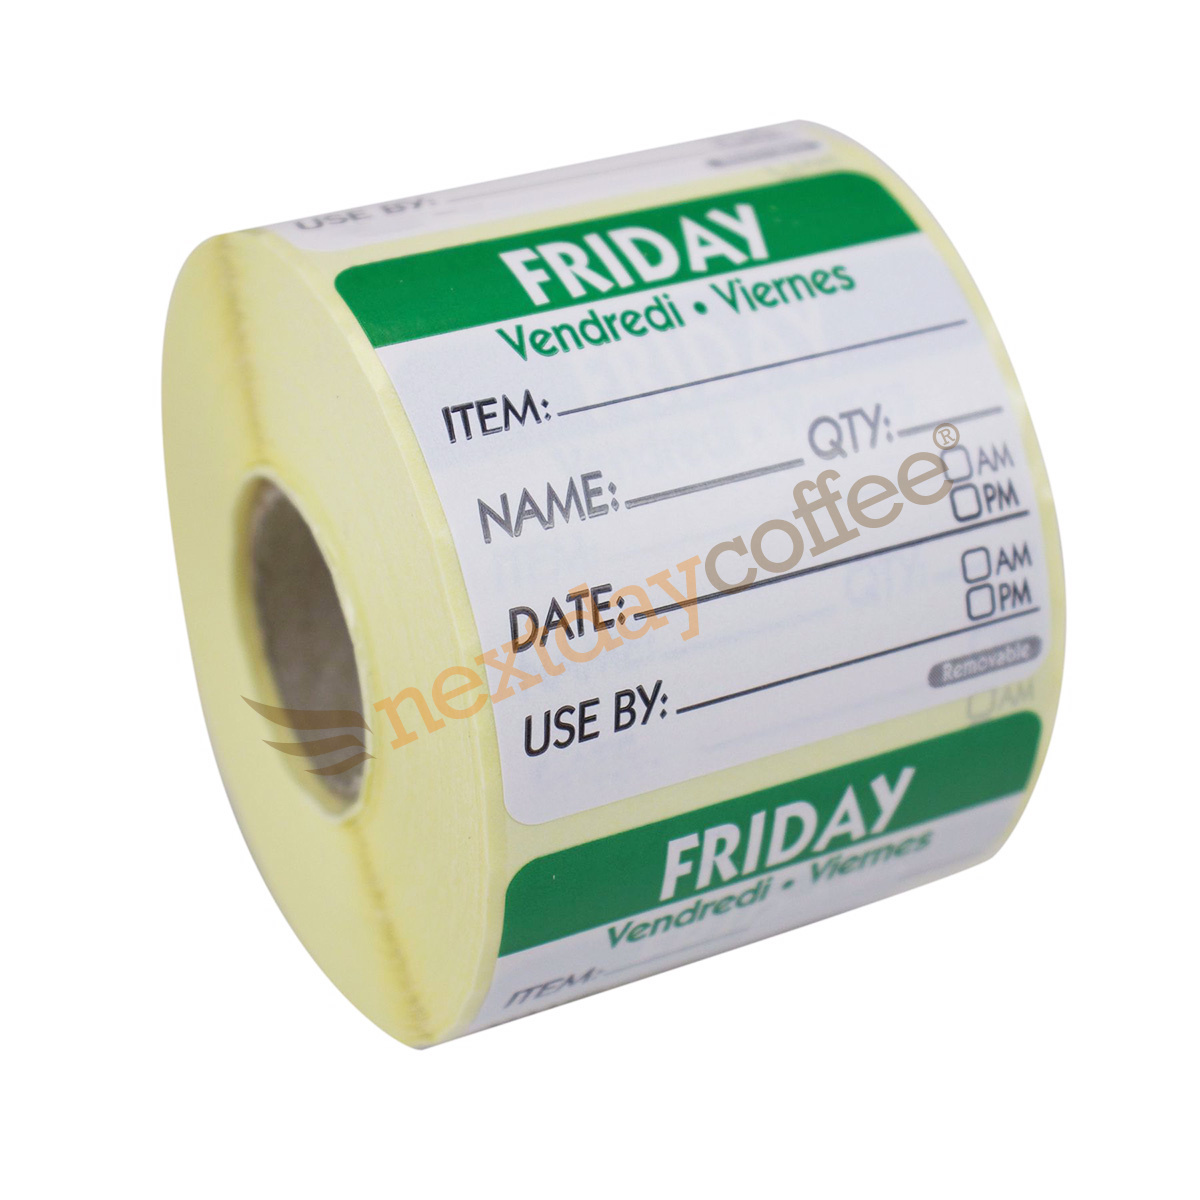 USE BY:
FRIDAY
Vendredi • Viernes
ITEM:
NAME: QTY:
AM
PM
DATE:
AM
PM
USE BY:
Removable
nextdaycoffee®
AM
FRIDAY
Vendredi • Viernes
ITEM: